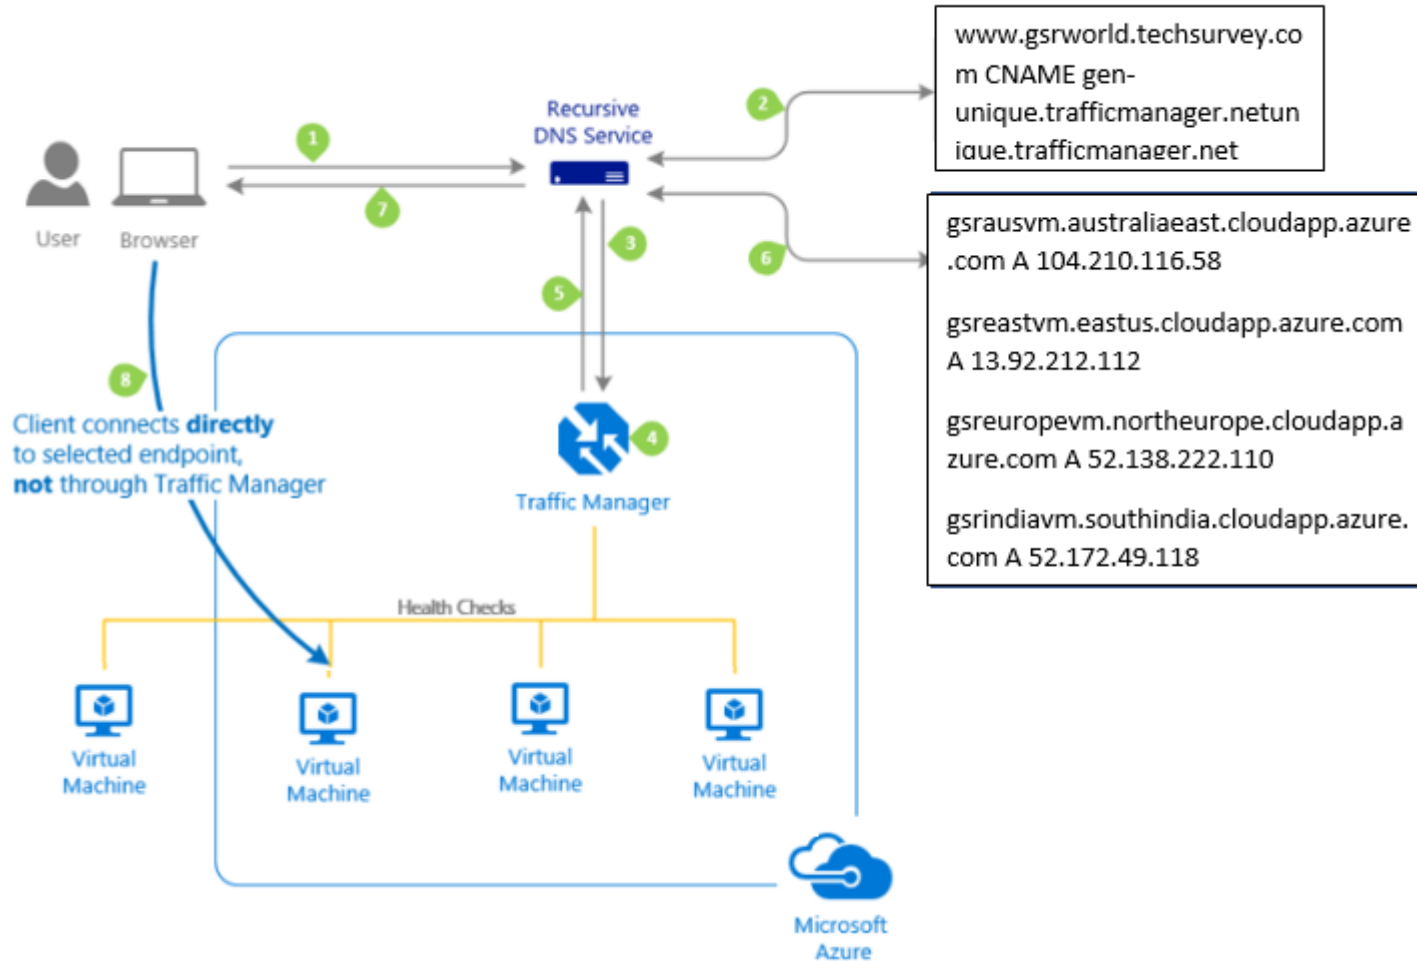 www.gsrworld.techsurvey.co
m CNAME gen-
unique.trafficmanager.netun
ique.trafficmanager.net
Recursive
DNS Service
1
2
3
4
5
6
7
8
User
Browser
gsrausvm.australiaeast.cloudapp.azure
.com A 104.210.116.58
gsreastvm.eastus.cloudapp.azure.com
A 13.92.212.112
gsreuropevm.northeurope.cloudapp.a
zure.com A 52.138.222.110
gsrindiavm.southindia.cloudapp.azure.
com A 52.172.49.118
Client connects directly
to selected endpoint,
not through Traffic Manager
Traffic Manager
Health Checks
Virtual
Machine
Virtual
Machine
Virtual
Machine
Virtual
Machine
Microsoft
Azure